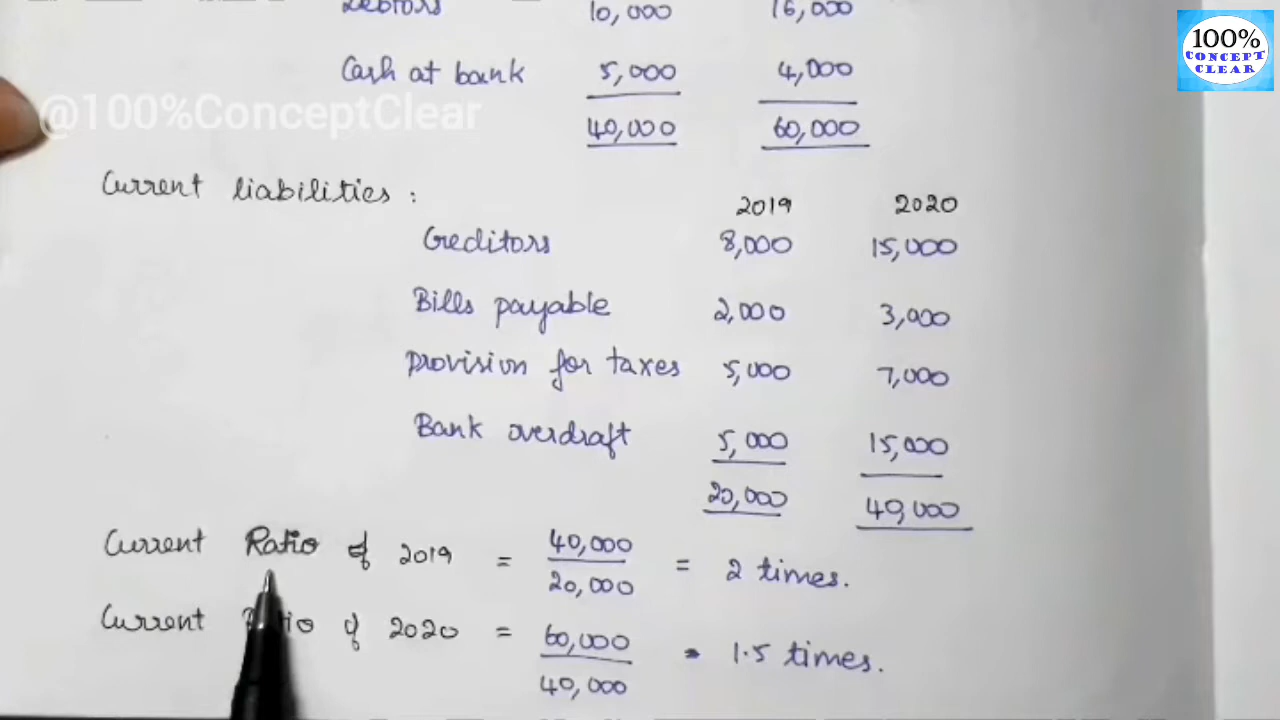 Debtors 10,000 16,000
100%
CONCEPT
CLEAR
Cash at bank 5,000 4,000
@100%ConceptClear
40,000 60,000
Current liabilities :
2019 2020
Creditors 8,000 15,000
Bills payable 2,000 3,000
Provision for taxes 5,000 7,000
Bank overdraft 5,000 15,000
20,000 40,000
Current Ratio of 2019 = 40,000 / 20,000 = 2 times.
Current Ratio of 2020 = 60,000 / 40,000 = 1.5 times.